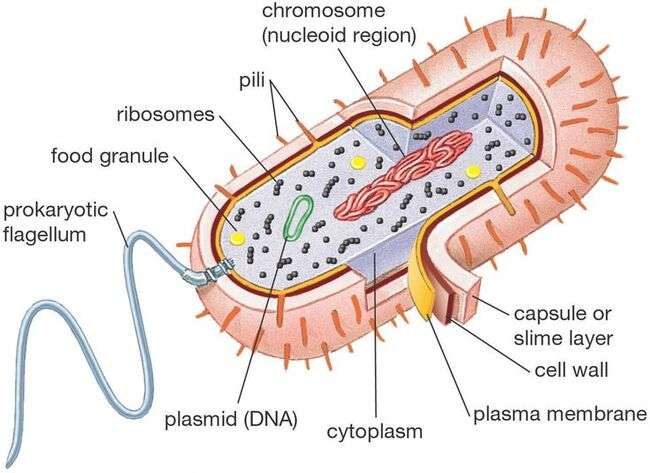 chromosome
(nucleoid region)
pili
ribosomes
food granule
prokaryotic
flagellum
capsule or
slime layer
cell wall
plasma membrane
plasmid (DNA)
cytoplasm